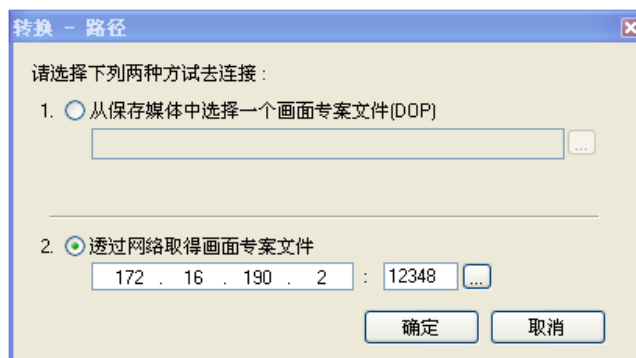 转换 - 路径
请选择下列两种方试去连接：
1. 从保存媒体中选择一个画面专案文件(DOP)
...
2. 透过网络取得画面专案文件
172 . 16 . 190 . 2 : 12348 ...
确定 取消